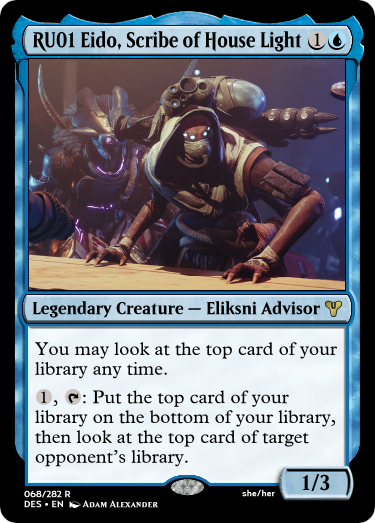 RU01 Eido, Scribe of House Light 1
Legendary Creature — Eliksni Advisor
You may look at the top card of your
library any time.
1, : Put the top card of your
library on the bottom of your library,
then look at the top card of target
opponent's library.
1/3
068/282 R
she/her
DES • EN Adam Alexander